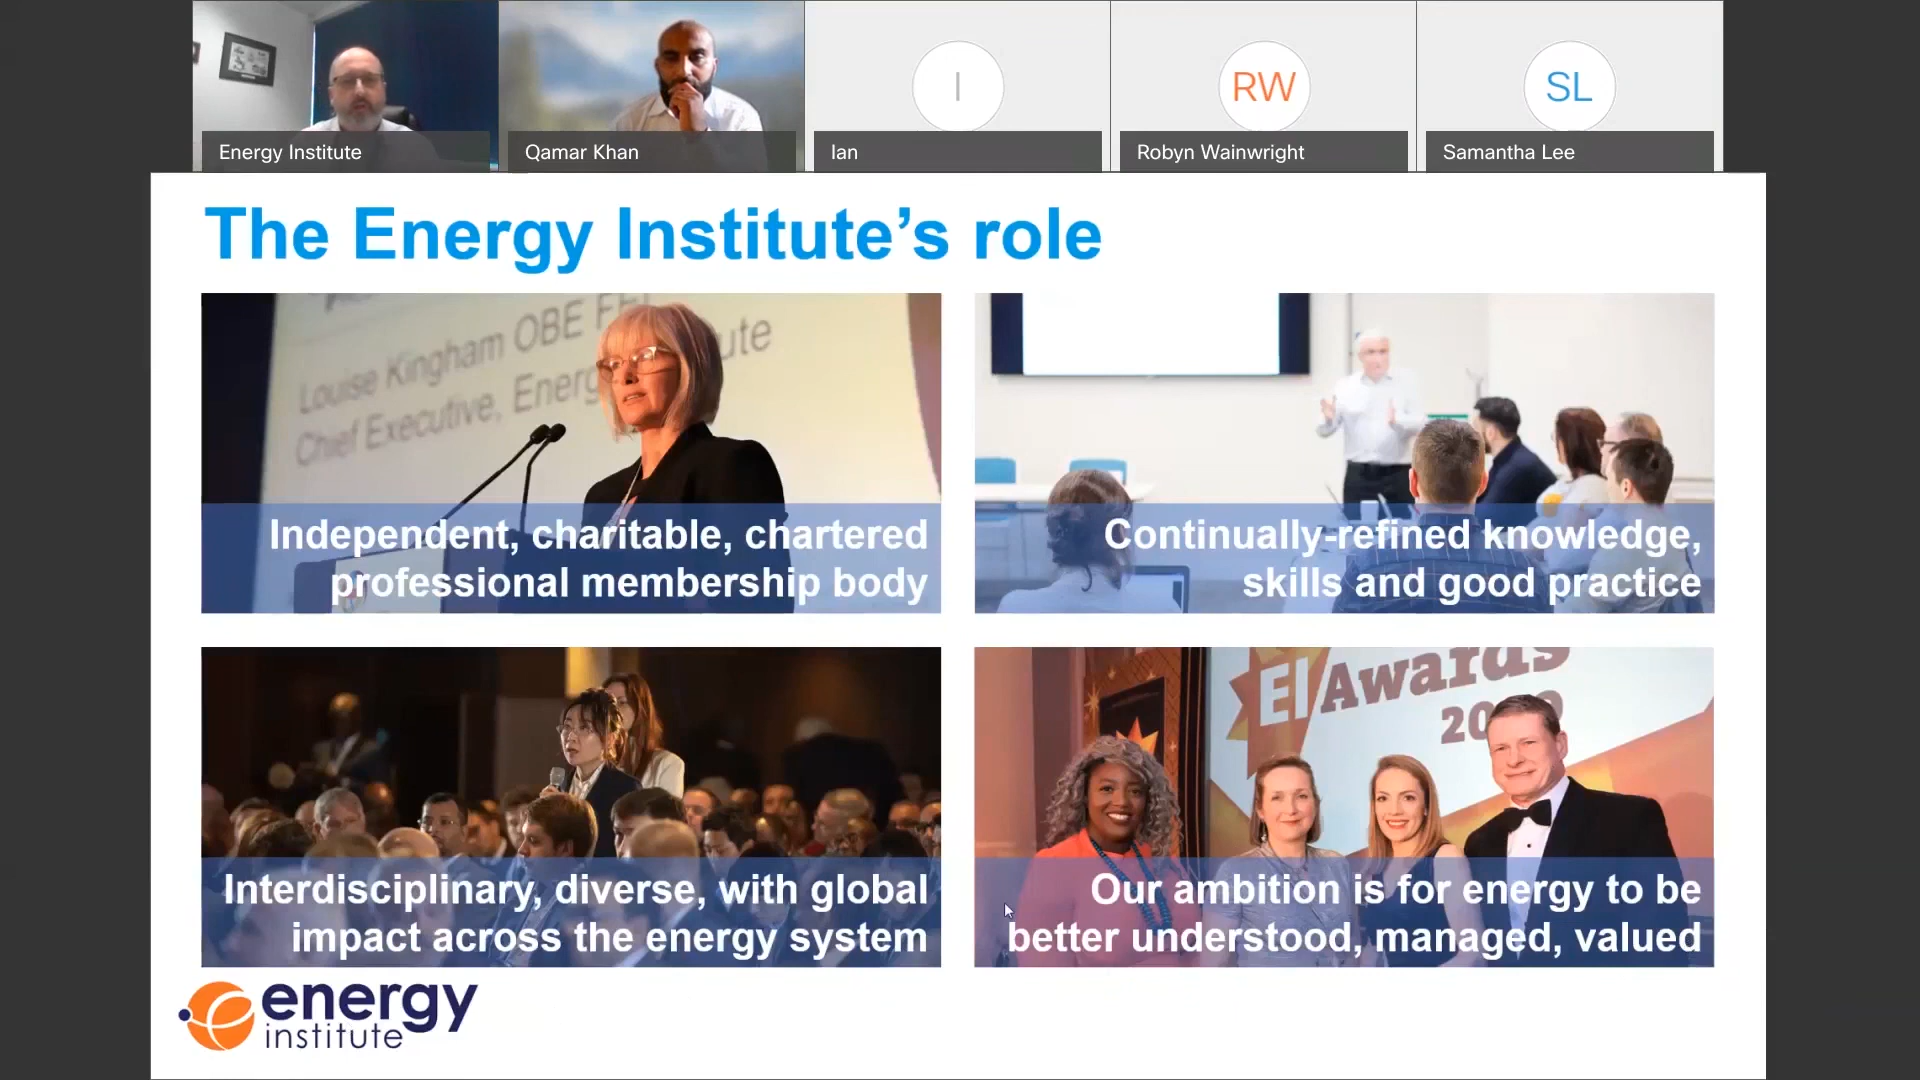 Energy Institute
Qamar Khan
I
Ian
RW
Robyn Wainwright
SL
Samantha Lee
The Energy Institute's role
Louise Kingham OBE
Chief Executive, Energ ute
Independent, charitable, chartered
professional membership body
Continually-refined knowledge,
skills and good practice
Interdisciplinary, diverse, with global
impact across the energy system
EI Awards
Our ambition is for energy to be
better understood, managed, valued
energy
institute